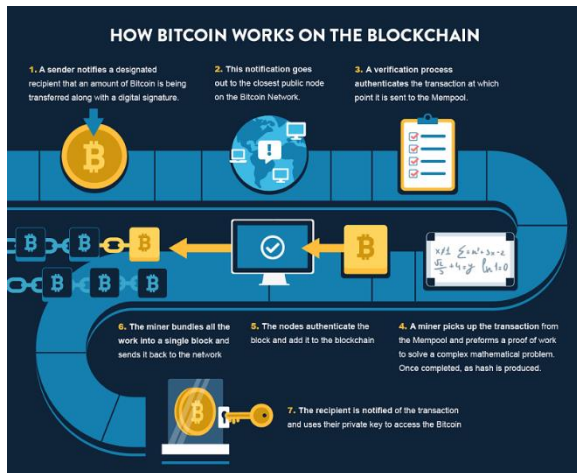 HOW BITCOIN WORKS ON THE BLOCKCHAIN
1. A sender notifies a designated
recipient that an amount of Bitcoin is being
transferred along with a digital signature.
2. This notification goes
out to the closest public node
on the Bitcoin Network.
3. A verification process
authenticates the transaction at which
point it is sent to the Mempool.
4. A miner picks up the transaction from
the Mempool and preforms a proof of work
to solve a complex mathematical problem.
Once completed, as hash is produced.
5. The nodes authenticate the
block and add it to the blockchain
6. The miner bundles all the
work into a single block and
sends it back to the network
7. The recipient is notified of the transaction
and uses their private key to access the Bitcoin